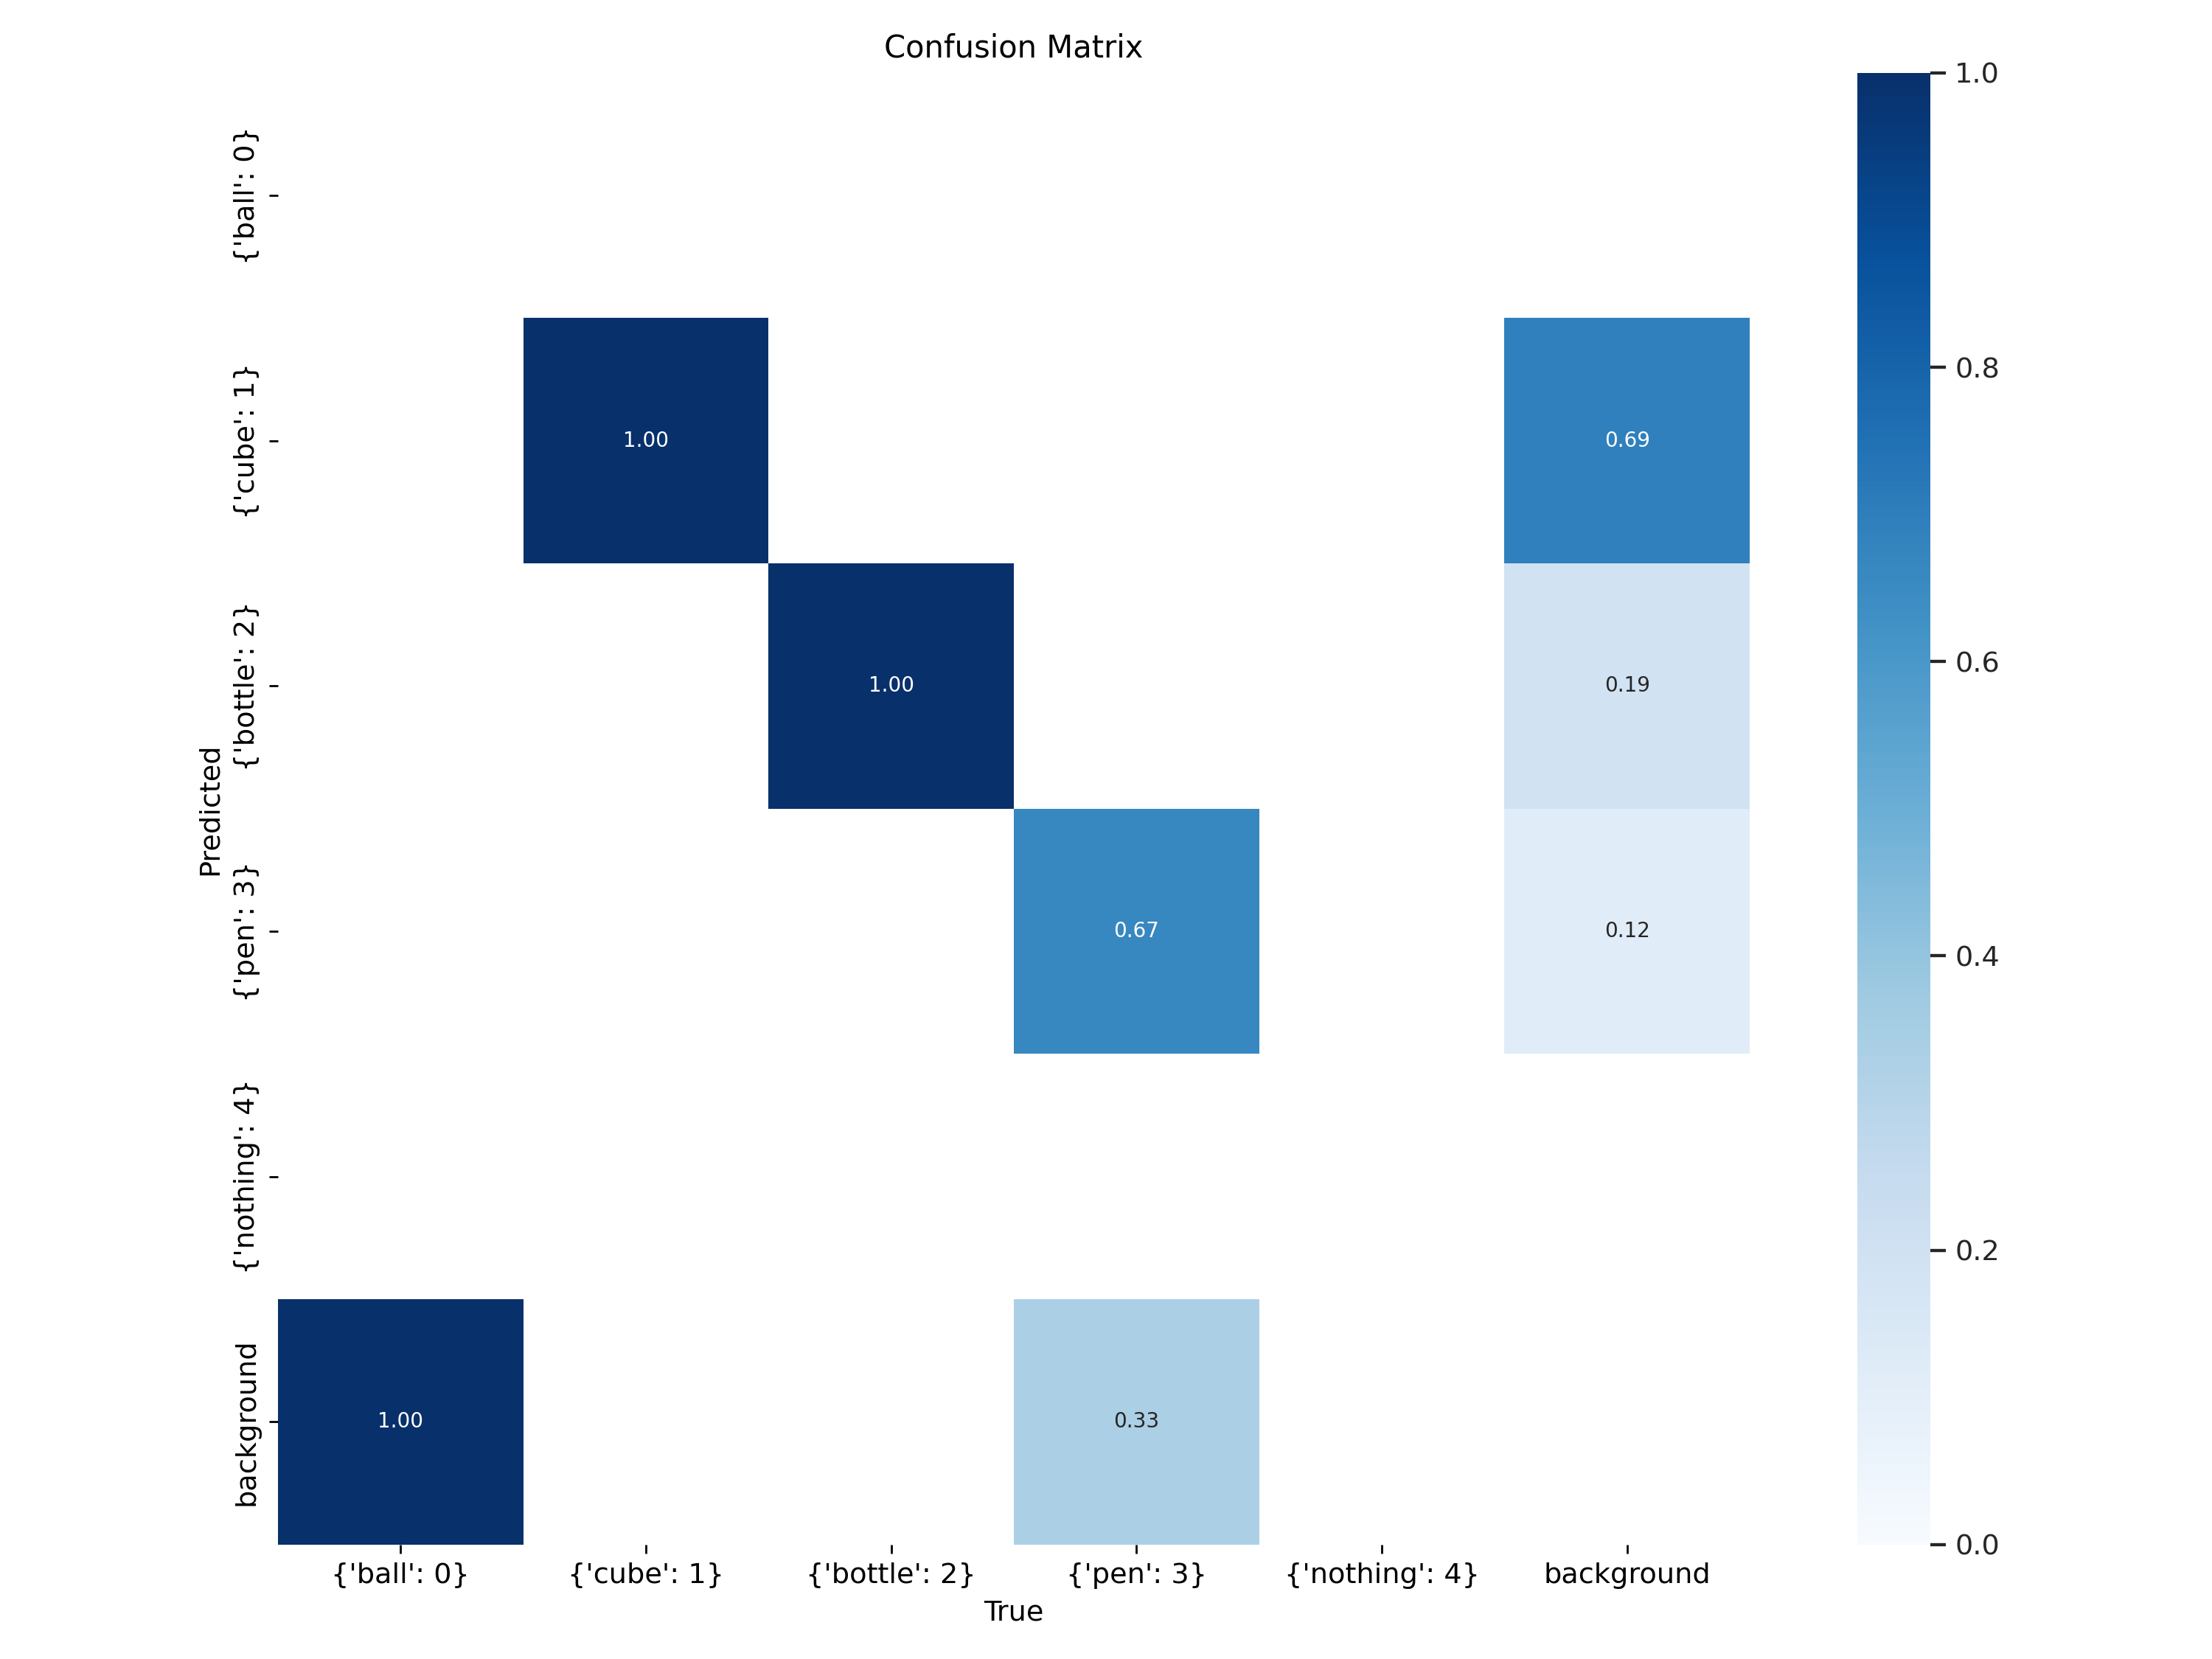 Confusion Matrix
1.0
0.8
0.6
0.4
0.2
0.0
Predicted
{'ball': 0}
{'cube': 1}
{'bottle': 2}
{'pen': 3}
{'nothing': 4}
background
1.00
0.69
1.00
0.19
0.67
0.12
1.00
0.33
{'ball': 0}
{'cube': 1}
{'bottle': 2}
{'pen': 3}
{'nothing': 4}
background
True